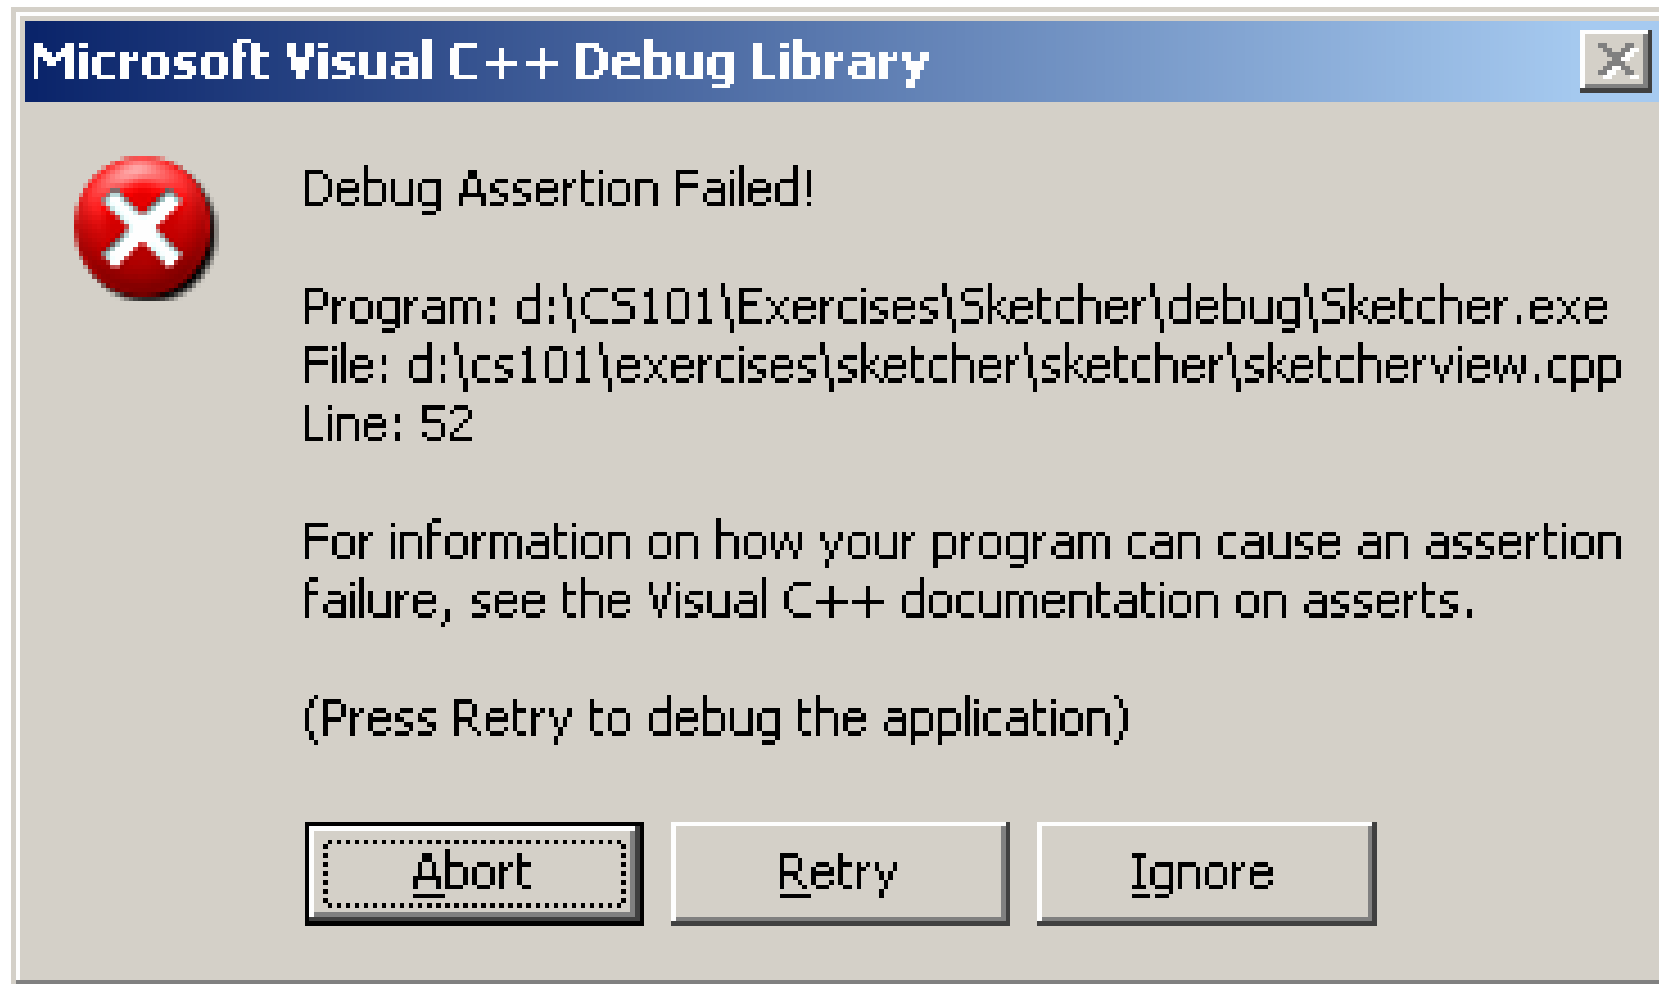 Microsoft Visual C++ Debug Library
Debug Assertion Failed!
Program: d:\CS101\Exercises\Sketcher\debug\Sketcher.exe
File: d:\cs101\exercises\sketcher\sketcher\sketcherview.cpp
Line: 52
For information on how your program can cause an assertion
failure, see the Visual C++ documentation on asserts.
(Press Retry to debug the application)
Abort Retry Ignore